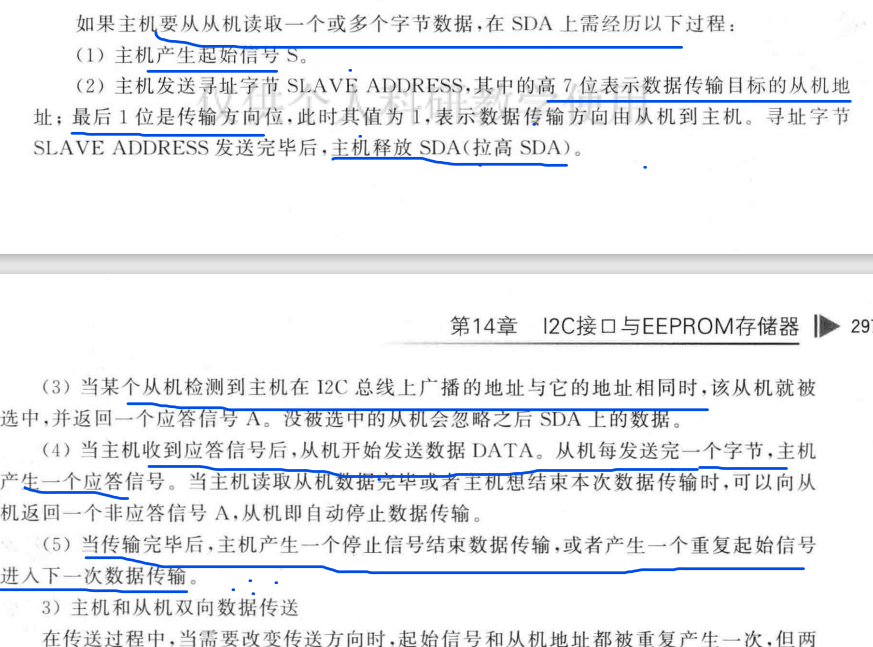 如果主机要从从机读取一个或多个字节数据,在 SDA 上需经历以下过程:
(1) 主机产生起始信号 S。
(2) 主机发送寻址字节 SLAVE ADDRESS,其中的高 7 位表示数据传输目标的从机地
址; 最后 1 位是传输方向位,此时其值为 1,表示数据传输方向由从机到主机。寻址字节
SLAVE ADDRESS 发送完毕后,主机释放 SDA(拉高 SDA)。
仅供个人科研教学使用
第14章 I2C接口与EEPROM存储器 297
(3) 当某个从机检测到主机在 I2C 总线上广播的地址与它的地址相同时,该从机就被
选中,并返回一个应答信号 A。没被选中的从机会忽略之后 SDA 上的数据。
(4) 当主机收到应答信号后,从机开始发送数据 DATA。从机每发送完一个字节,主机
产生一个应答信号。当主机读取从机数据完毕或者主机想结束本次数据传输时,可以向从
机返回一个非应答信号 A,从机即自动停止数据传输。
(5) 当传输完毕后,主机产生一个停止信号结束数据传输,或者产生一个重复起始信号
进入下一次数据传输。
3) 主机和从机双向数据传送
在传送过程中,当需要改变传送方向时,起始信号和从机地址都被重复产生一次,但两